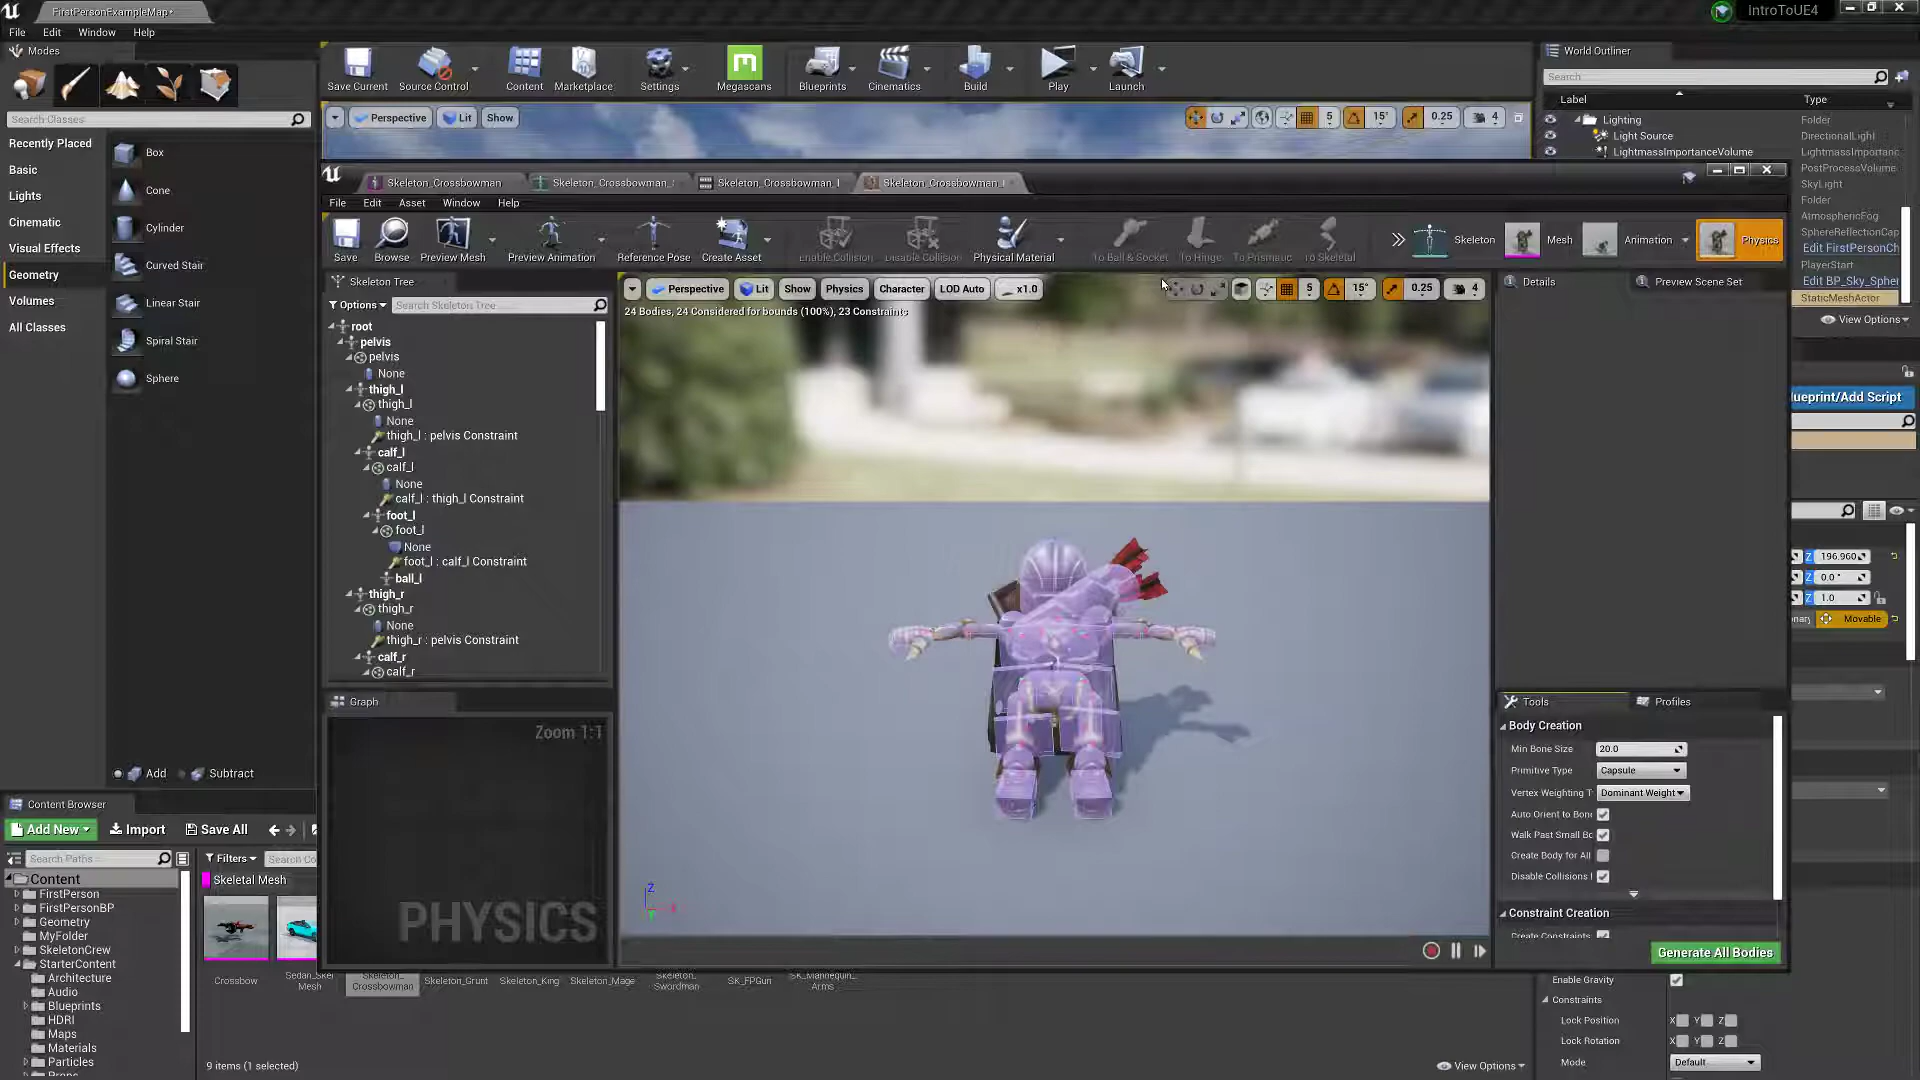 FirstPersonExampleMap*
IntroToUE4
File Edit Window Help
Modes
Search Classes
Recently Placed
Basic
Lights
Cinematic
Visual Effects
Geometry
Volumes
All Classes
Box
Cone
Cylinder
Curved Stair
Linear Stair
Spiral Stair
Sphere
Add Subtract
Save Current Source Control Content Marketplace Settings Megascans Blueprints Cinematics Build Play Launch
Perspective Lit Show
5 15° 0.25 4
World Outliner
Search
Label Type
Lighting Folder
Light Source DirectionalLight
LightmassImportanceVolume LightmassImportanc
PostProcessVolume
SkyLight
Folder
AtmosphericFog
SphereReflectionCap
Edit FirstPersonCh
PlayerStart
Edit BP_Sky_Spher
StaticMeshActor
View Options
Skeleton_Crossbowman Skeleton_Crossbowman_ Skeleton_Crossbowman_ Skeleton_Crossbowman_
File Edit Asset Window Help
Save Browse Preview Mesh Preview Animation Reference Pose Create Asset Enable Collision Disable Collision Physical Material To Ball & Socket To Hinge To Prismatic To Skeletal
Skeleton Mesh Animation Physics
Skeleton Tree
Options Search Skeleton Tree
root
pelvis
pelvis
None
thigh_l
thigh_l
None
thigh_l : pelvis Constraint
calf_l
calf_l
None
calf_l : thigh_l Constraint
foot_l
foot_l
None
foot_l : calf_l Constraint
ball_l
thigh_r
thigh_r
None
thigh_r : pelvis Constraint
calf_r
calf_r
Graph
Zoom 1:1
PHYSICS
Perspective Lit Show Physics Character LOD Auto x1.0
5 15° 0.25 4
24 Bodies, 24 Considered for bounds (100%), 23 Constraints
Z
Details Preview Scene Set
Tools Profiles
Body Creation
Min Bone Size 20.0
Primitive Type Capsule
Vertex Weighting T Dominant Weight
Auto Orient to Bone
Walk Past Small Bo
Create Body for All
Disable Collisions
Constraint Creation
Create Constraints
Generate All Bodies
lueprint/Add Script
Z 196.960
Z 0.0 °
Z 1.0
Movable
Enable Gravity
Constraints
Lock Position X Y Z
Lock Rotation X Y Z
Mode Default
Content Browser
Add New Import Save All
Search Paths Filters Search Co
Content
FirstPerson
FirstPersonBP
Geometry
MyFolder
SkeletonCrew
StarterContent
Architecture
Audio
Blueprints
HDRI
Maps
Materials
Particles
Skeletal Mesh
Crossbow
Sedan_Skel
Mesh
Skeleton_
Crossbowman
Skeleton_Grunt
Skeleton_King
Skeleton_Mage
Skeleton_
Swordman
SK_FPGun
SK_Mannequin_
Arms
9 items (1 selected)
View Options